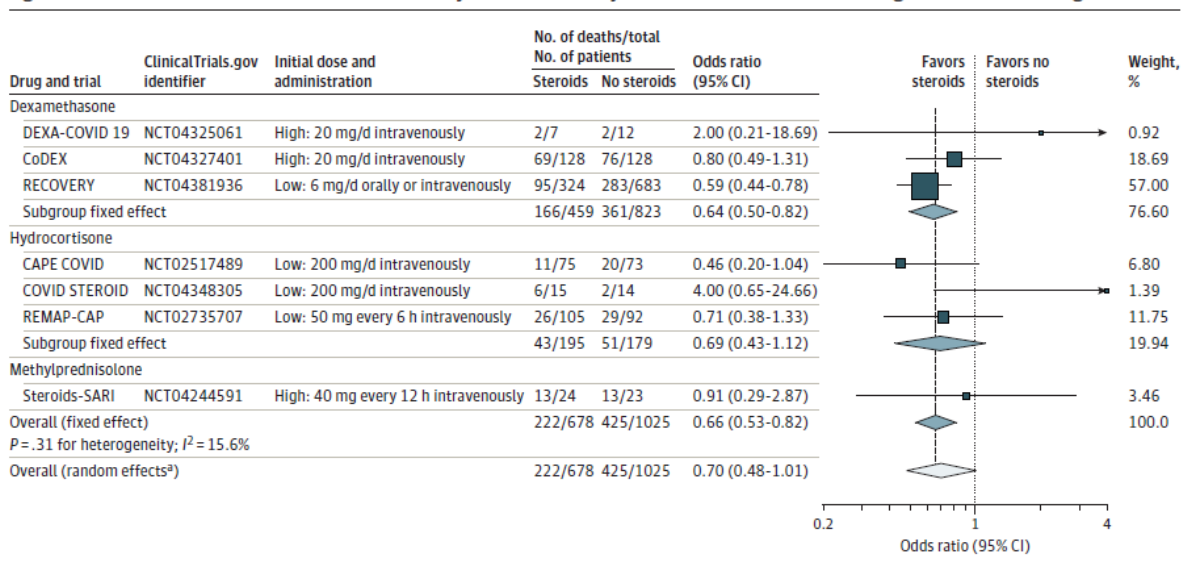 No. of deaths/total
No. of patients
ClinicalTrials.gov Initial dose and Odds ratio Favors Favors no Weight,
Drug and trial identifier administration Steroids No steroids (95% CI) steroids steroids %
Dexamethasone
DEXA-COVID 19 NCT04325061 High: 20 mg/d intravenously 2/7 2/12 2.00 (0.21-18.69) 0.92
CoDEX NCT04327401 High: 20 mg/d intravenously 69/128 76/128 0.80 (0.49-1.31) 18.69
RECOVERY NCT04381936 Low: 6 mg/d orally or intravenously 95/324 283/683 0.59 (0.44-0.78) 57.00
Subgroup fixed effect 166/459 361/823 0.64 (0.50-0.82) 76.60
Hydrocortisone
CAPE COVID NCT02517489 Low: 200 mg/d intravenously 11/75 20/73 0.46 (0.20-1.04) 6.80
COVID STEROID NCT04348305 Low: 200 mg/d intravenously 6/15 2/14 4.00 (0.65-24.66) 1.39
REMAP-CAP NCT02735707 Low: 50 mg every 6 h intravenously 26/105 29/92 0.71 (0.38-1.33) 11.75
Subgroup fixed effect 43/195 51/179 0.69 (0.43-1.12) 19.94
Methylprednisolone
Steroids-SARI NCT04244591 High: 40 mg every 12 h intravenously 13/24 13/23 0.91 (0.29-2.87) 3.46
Overall (fixed effect) 222/678 425/1025 0.66 (0.53-0.82) 100.0
P = .31 for heterogeneity; I² = 15.6%
Overall (random effectsᵃ) 222/678 425/1025 0.70 (0.48-1.01)
0.2 1 4
Odds ratio (95% CI)